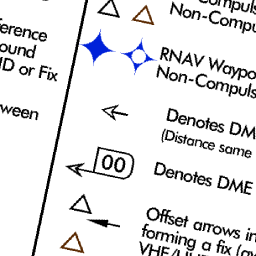 Non-Compuls
ference
ound
ID or Fix
ween
RNAV Waypo
Non-Compuls
Denotes DM
(Distance same
00
Denotes DME
Offset arrows in
forming a fix (a
VHF/UHF